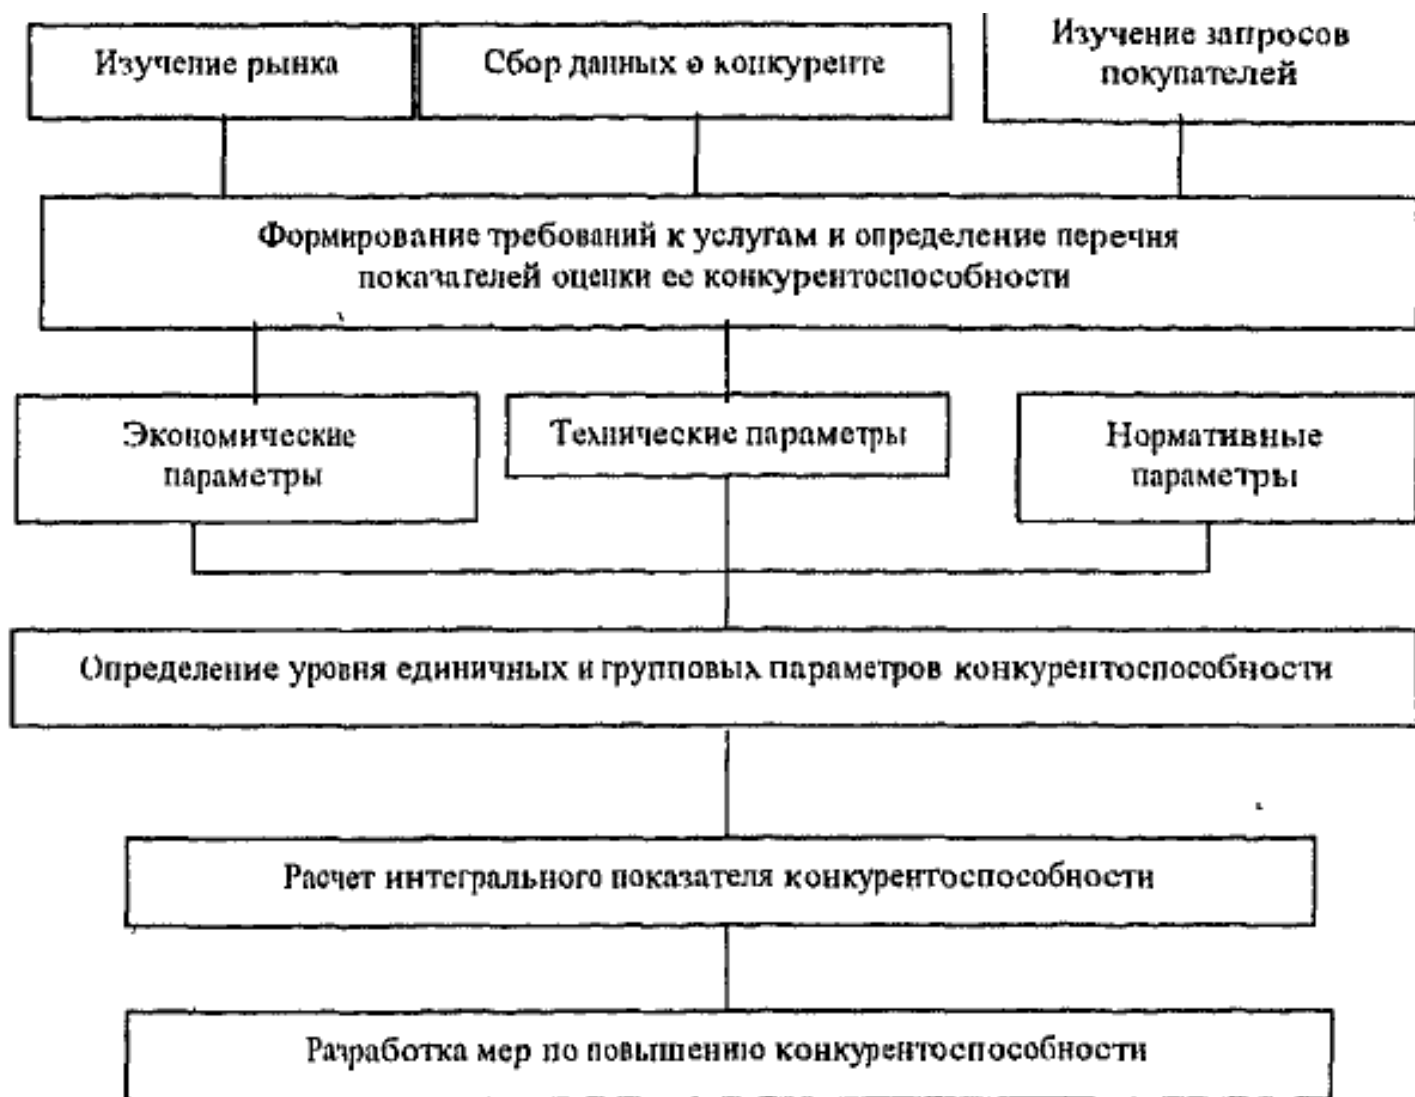 Изучение рынка
Сбор данных о конкуренте
Изучение запросов
покупателей
Формирование требований к услугам и определение перечня
показателей оценки ее конкурентоспособности
Экономические
параметры
Технические параметры
Нормативные
параметры
Определение уровня единичных и групповых параметров конкурентоспособности
Расчет интегрального показателя конкурентоспособности
Разработка мер по повышению конкурентоспособности